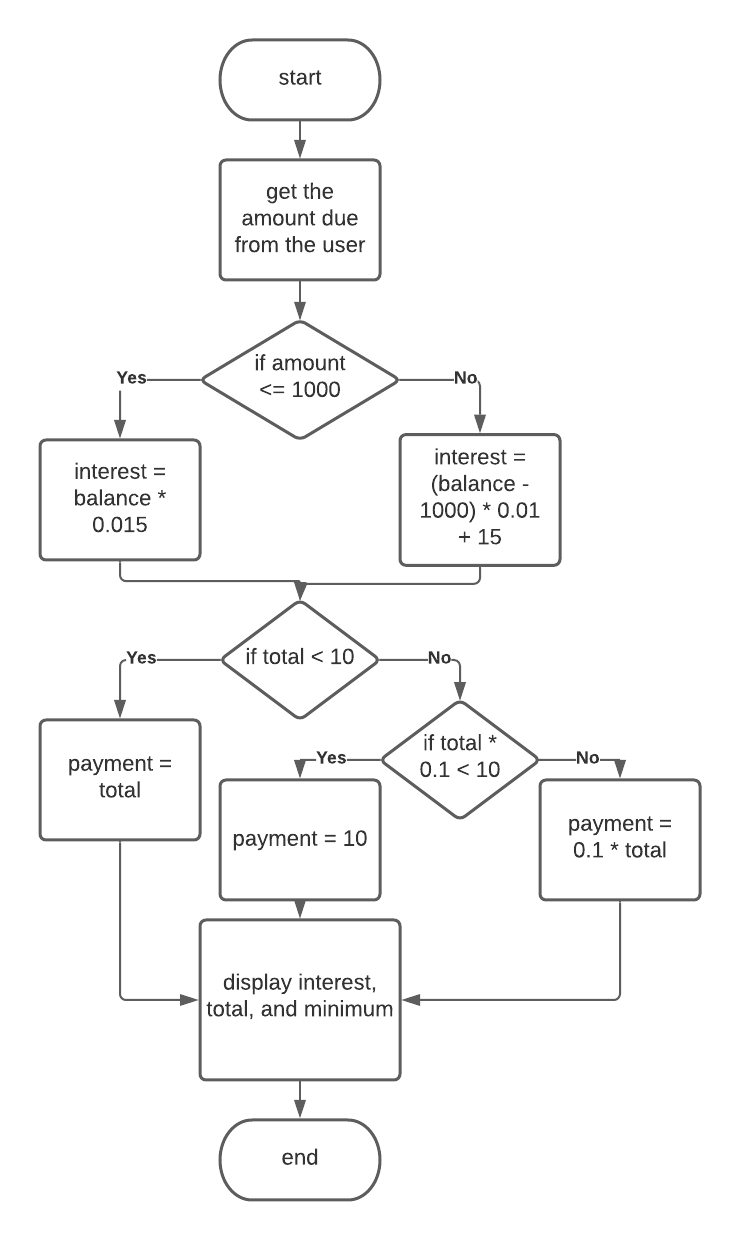 start
get the
amount due
from the user
if amount
<= 1000
Yes
No
interest =
balance *
0.015
interest =
(balance -
1000) * 0.01
+ 15
if total < 10
Yes
No
payment =
total
if total *
0.1 < 10
Yes
No
payment = 10
payment =
0.1 * total
display interest,
total, and minimum
end